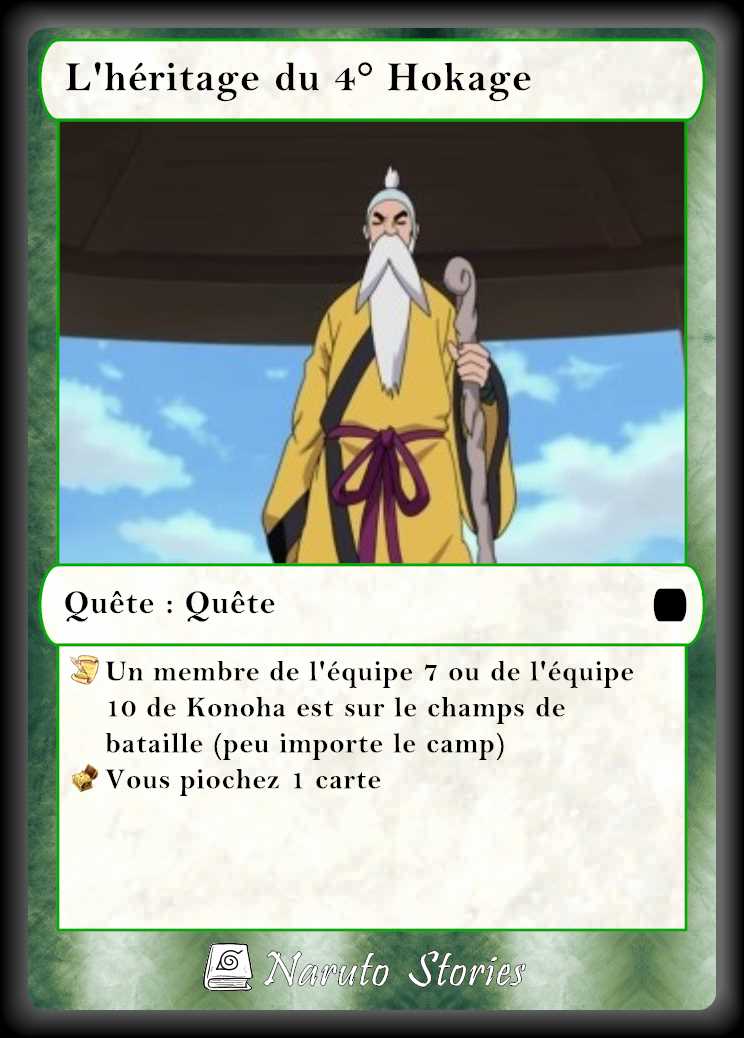 L'héritage du 4° Hokage
Quête : Quête
Un membre de l'équipe 7 ou de l'équipe
10 de Konoha est sur le champs de
bataille (peu importe le camp)
Vous piochez 1 carte
Naruto Stories